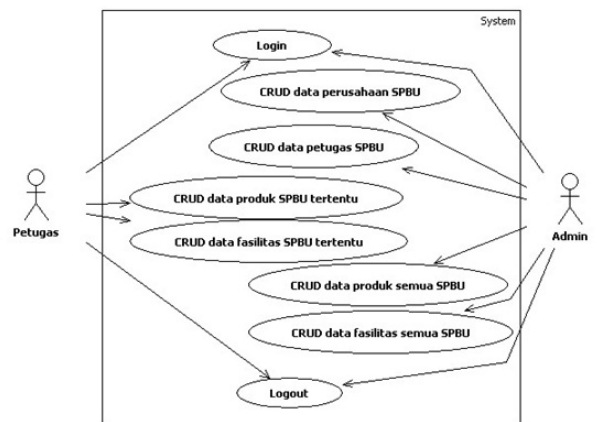 System
Login
CRUD data perusahaan SPBU
CRUD data petugas SPBU
CRUD data produk SPBU tertentu
Petugas
Admin
CRUD data fasilitas SPBU tertentu
CRUD data produk semua SPBU
CRUD data fasilitas semua SPBU
Logout